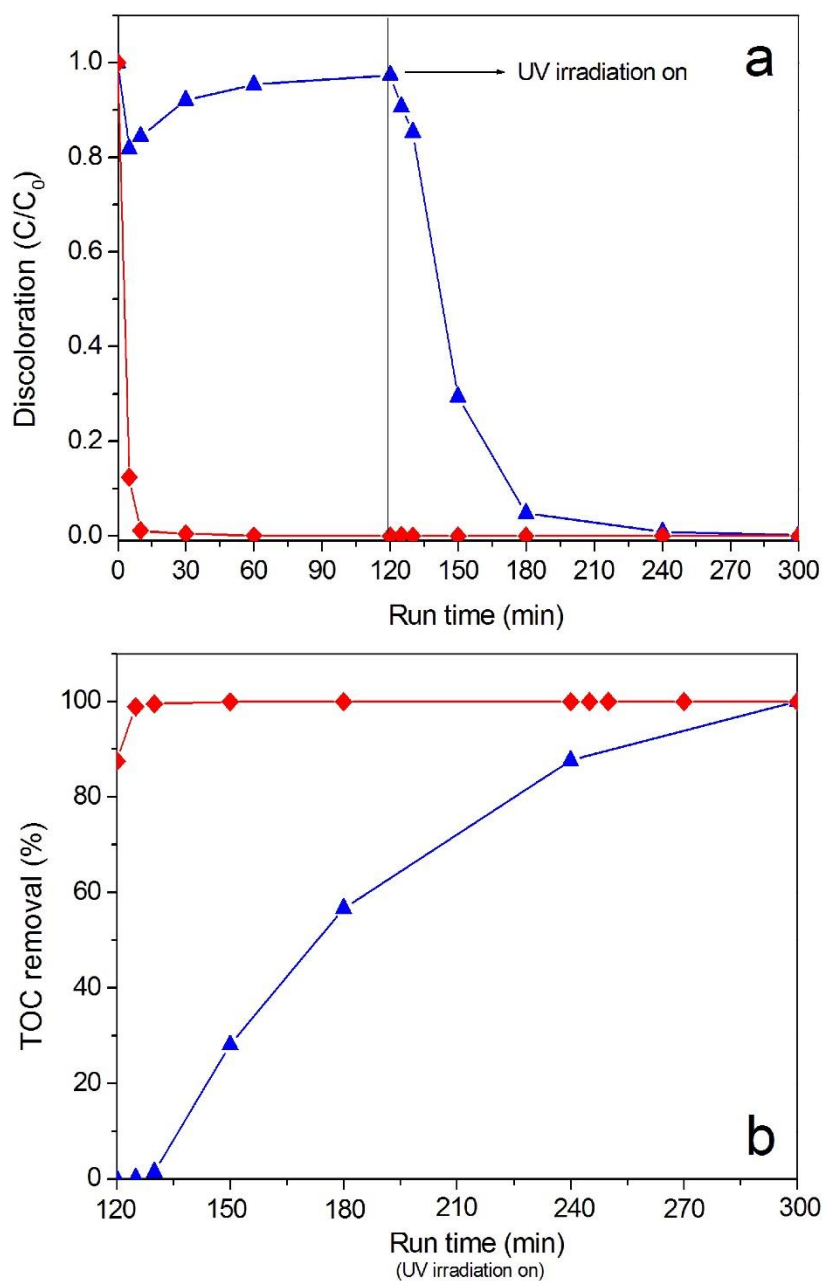 a
UV irradiation on
Discoloration (C/C₀)
1.0
0.8
0.6
0.4
0.2
0.0
0 30 60 90 120 150 180 210 240 270 300
Run time (min)
TOC removal (%)
100
80
60
40
20
0
b
120 150 180 210 240 270 300
Run time (min)
(UV irradiation on)